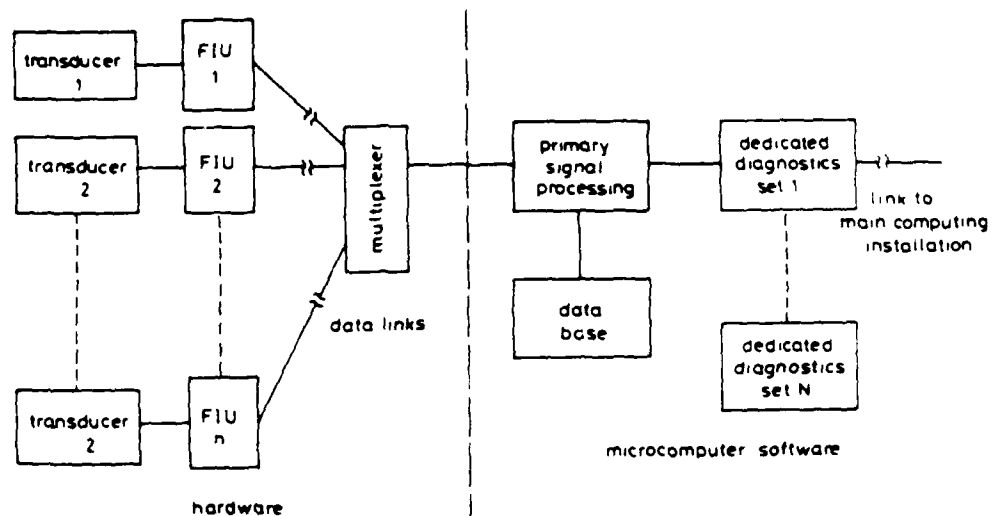 transducer
1
FIU
1
transducer
2
FIU
2
transducer
2
FIU
n
multiplexer
data links
hardware
primary
signal
processing
data
base
dedicated
diagnostics
set 1
link to
main computing
installation
dedicated
diagnostics
set N
microcomputer software